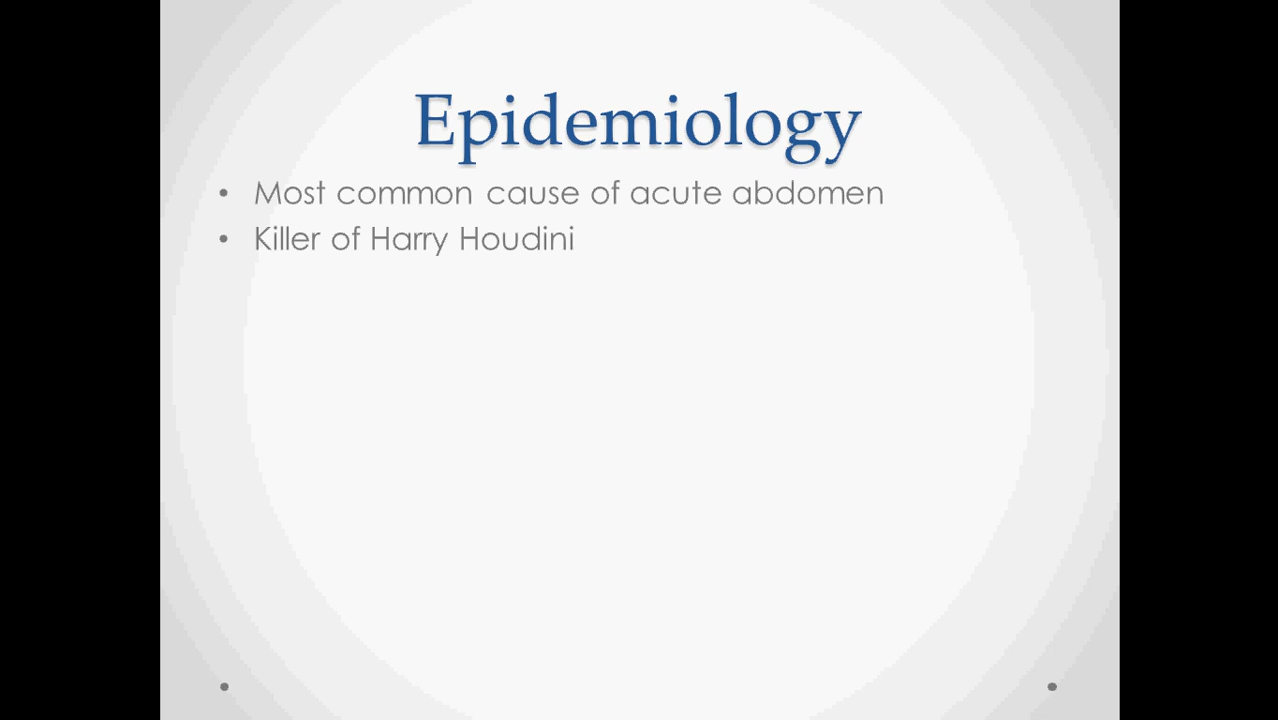 Epidemiology
• Most common cause of acute abdomen
• Killer of Harry Houdini